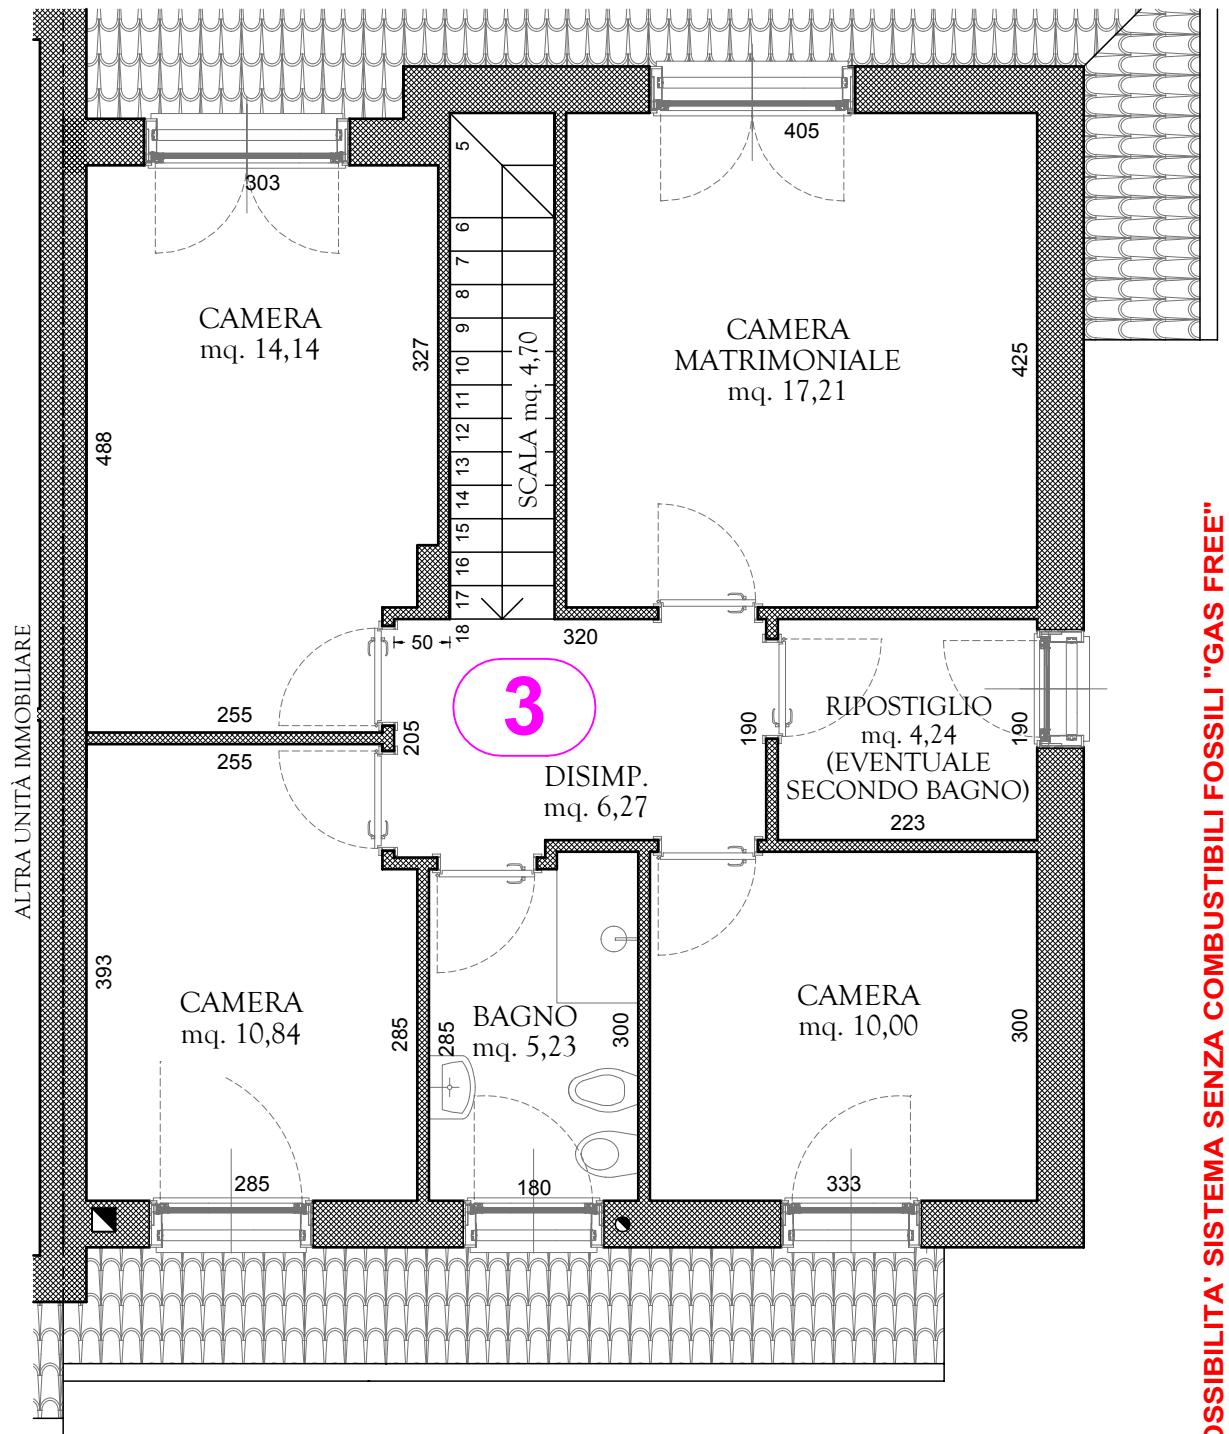 405
303
5
6
7
8
9
10
11
12
13
14
15
16
17
18
SCALA mq. 4,70
CAMERA
mq. 14,14
327
488
CAMERA
MATRIMONIALE
mq. 17,21
425
50
320
3
255
255
205
190
DISIMP.
mq. 6,27
RIPOSTIGLIO
mq. 4,24
(EVENTUALE
SECONDO BAGNO)
190
223
ALTRA UNITÀ IMMOBILIARE
393
CAMERA
mq. 10,84
285
285
285
BAGNO
mq. 5,23
300
180
CAMERA
mq. 10,00
300
333
OSSIBILITA' SISTEMA SENZA COMBUSTIBILI FOSSILI "GAS FREE"